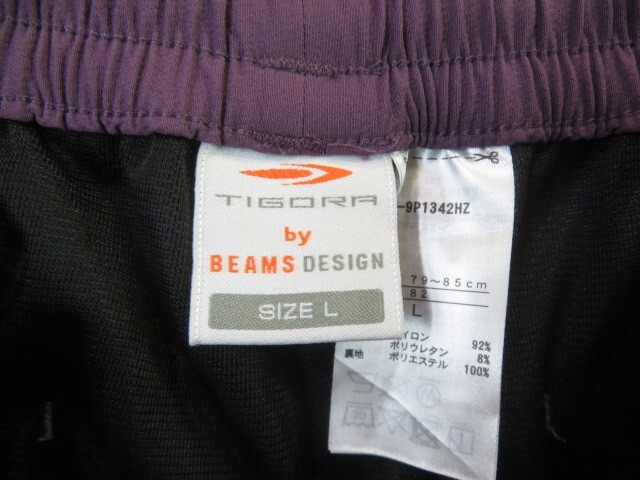 TIGORA
by
BEAMS DESIGN
SIZE L
-9P1342HZ
79～85cm
82
L
イロン 92%
ポリウレタン 8%
裏地 ポリエステル 100%